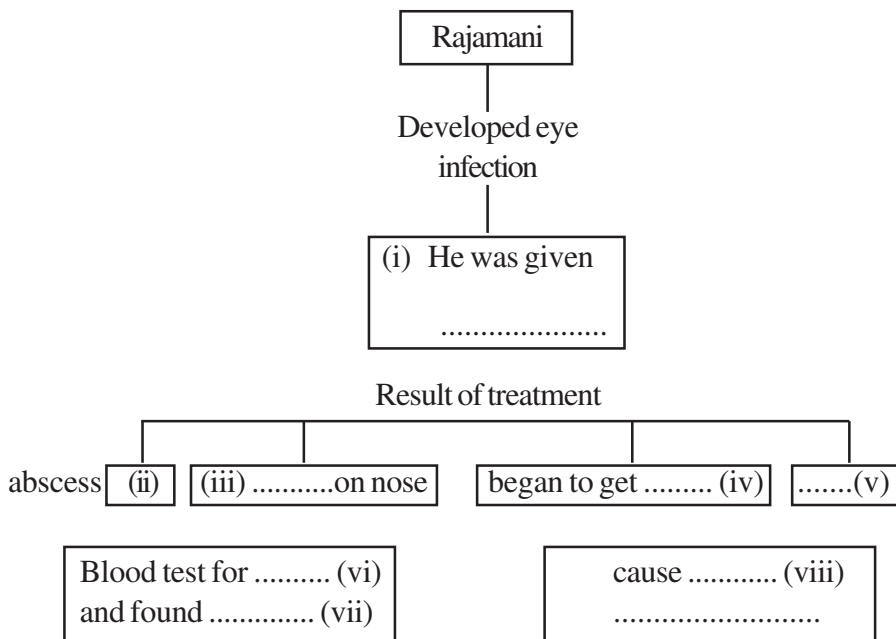 Rajamani
Developed eye
infection
(i) He was given
.....................
Result of treatment
abscess (ii) (iii) ...........on nose began to get ......... (iv) .......(v)
Blood test for .......... (vi)
and found .............. (vii)
cause ........... (viii)
..........................